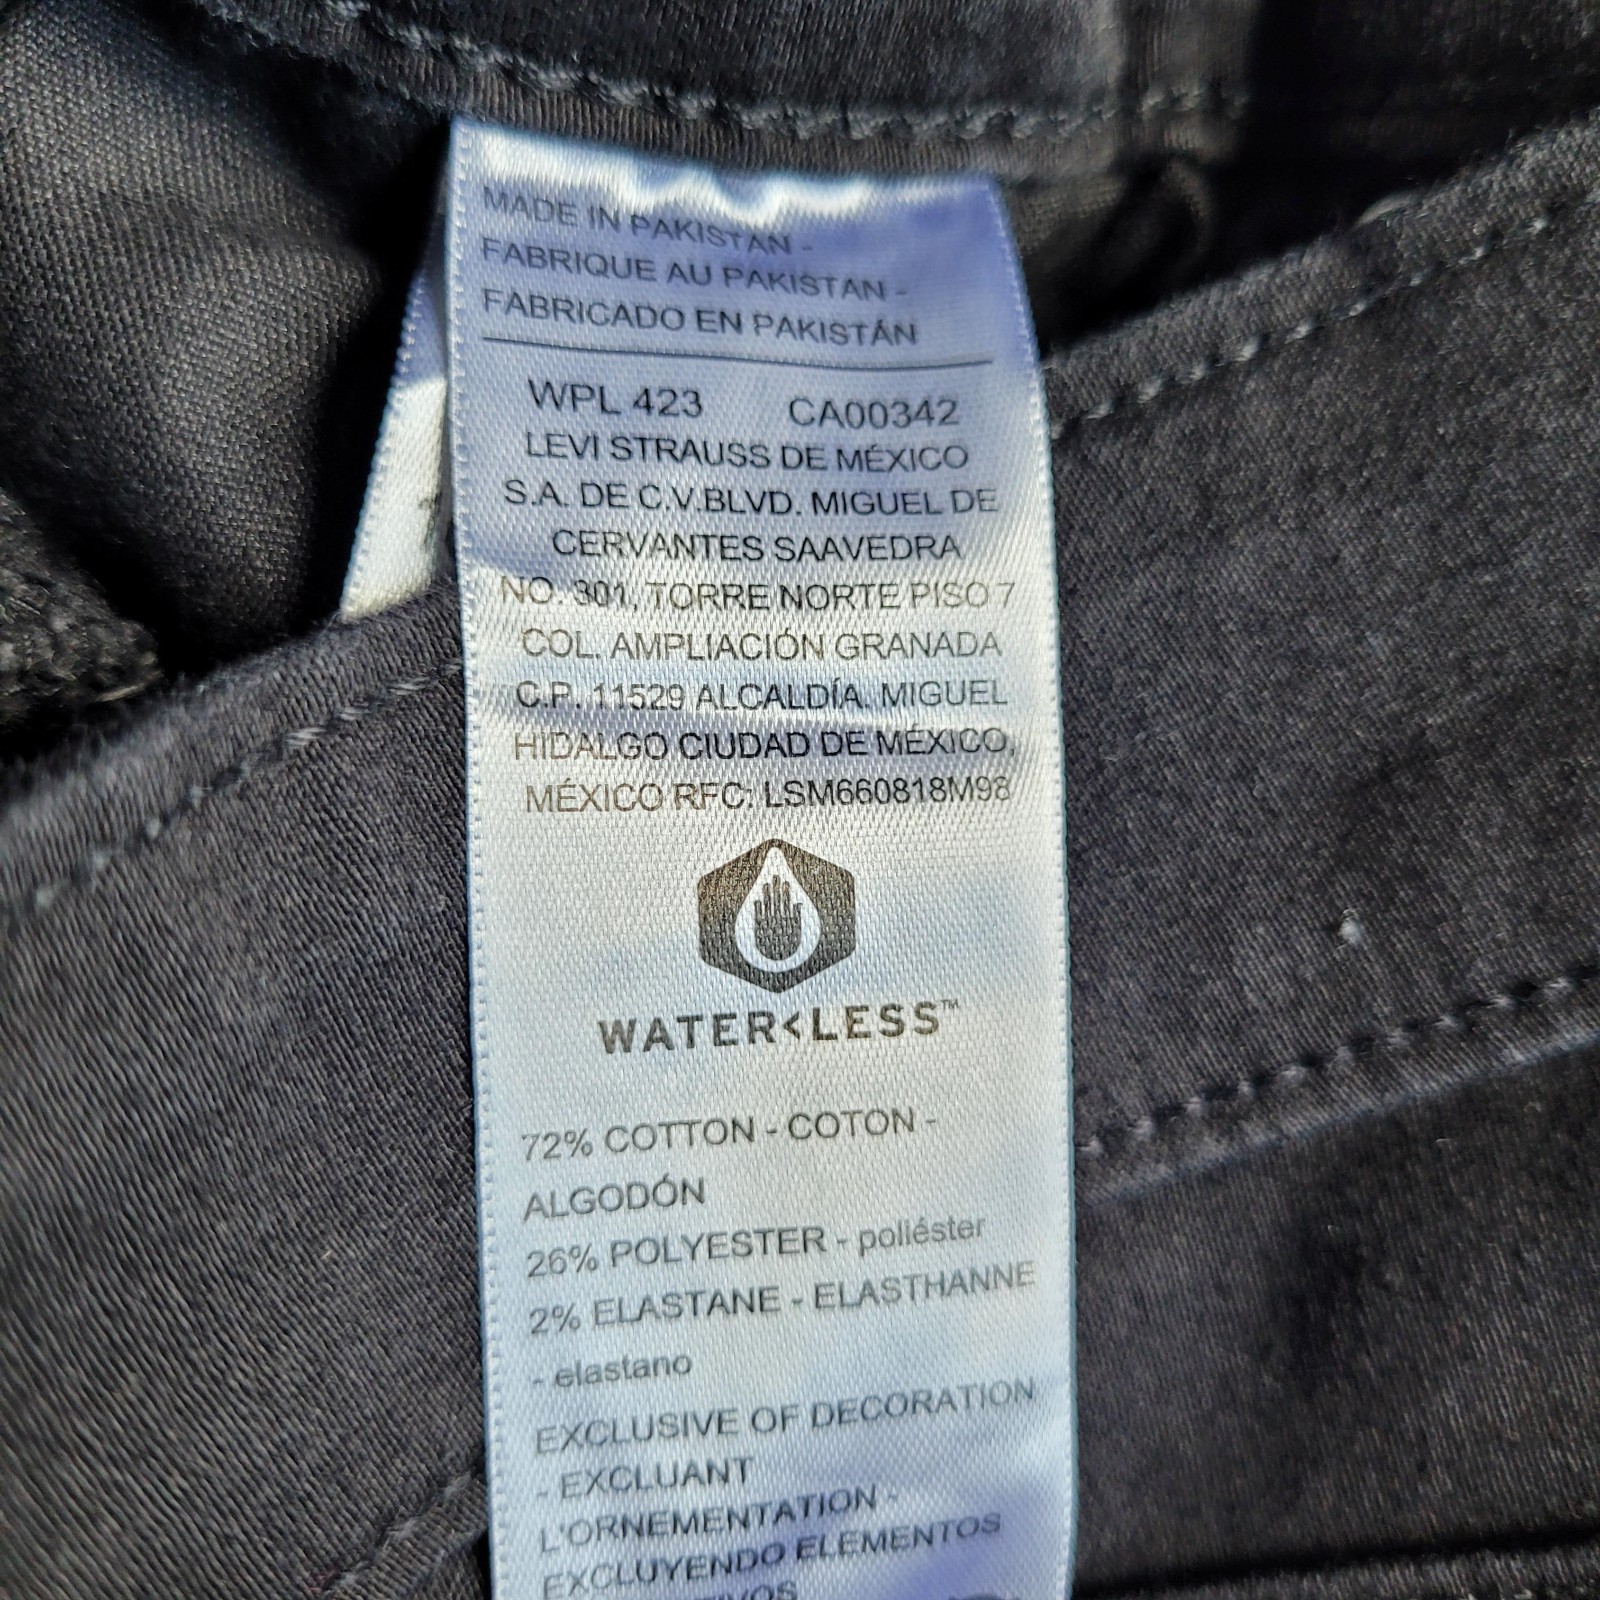 MADE IN PAKISTAN -
FABRIQUE AU PAKISTAN -
FABRICADO EN PAKISTÁN
WPL 423 CA00342
LEVI STRAUSS DE MÉXICO
S.A. DE C.V.BLVD. MIGUEL DE
CERVANTES SAAVEDRA
NO. 301, TORRE NORTE PISO 7
COL. AMPLIACIÓN GRANADA
C.P. 11529 ALCALDÍA. MIGUEL
HIDALGO CIUDAD DE MÉXICO,
MÉXICO RFC: LSM660818M98
WATER<LESS™
72% COTTON - COTON -
ALGODÓN
26% POLYESTER - poliéster
2% ELASTANE - ELASTHANNE
- elastano
EXCLUSIVE OF DECORATION
- EXCLUANT
L'ORNEMENTATION -
EXCLUYENDO ELEMENTOS